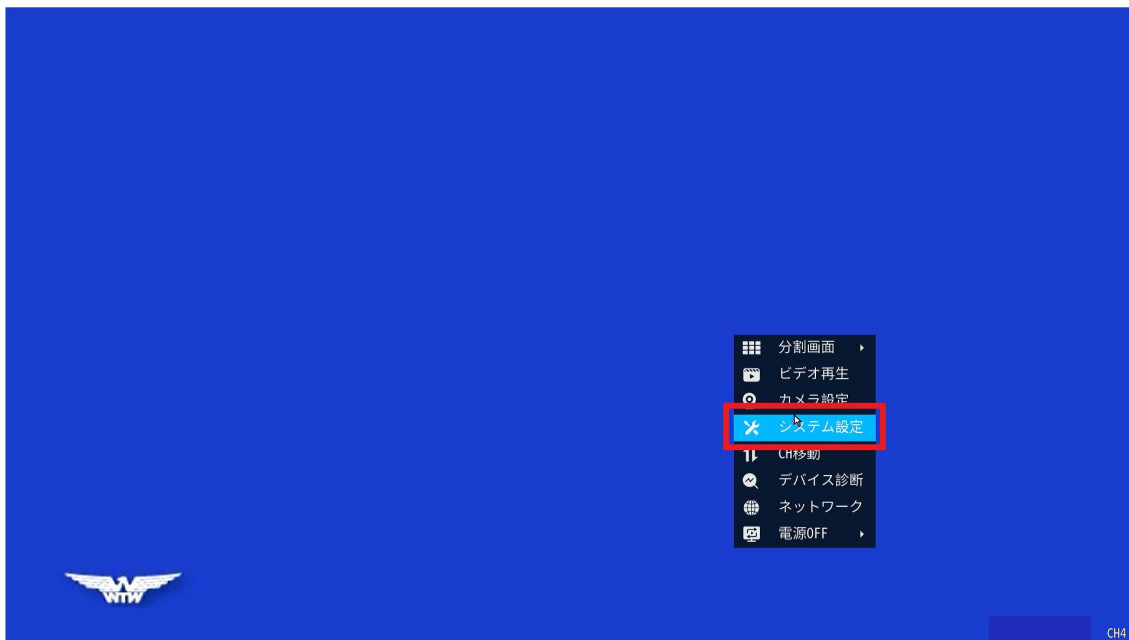 分割画面
ビデオ再生
カメラ設定
システム設定
CH移動
デバイス診断
ネットワーク
電源OFF
WTW
CH4